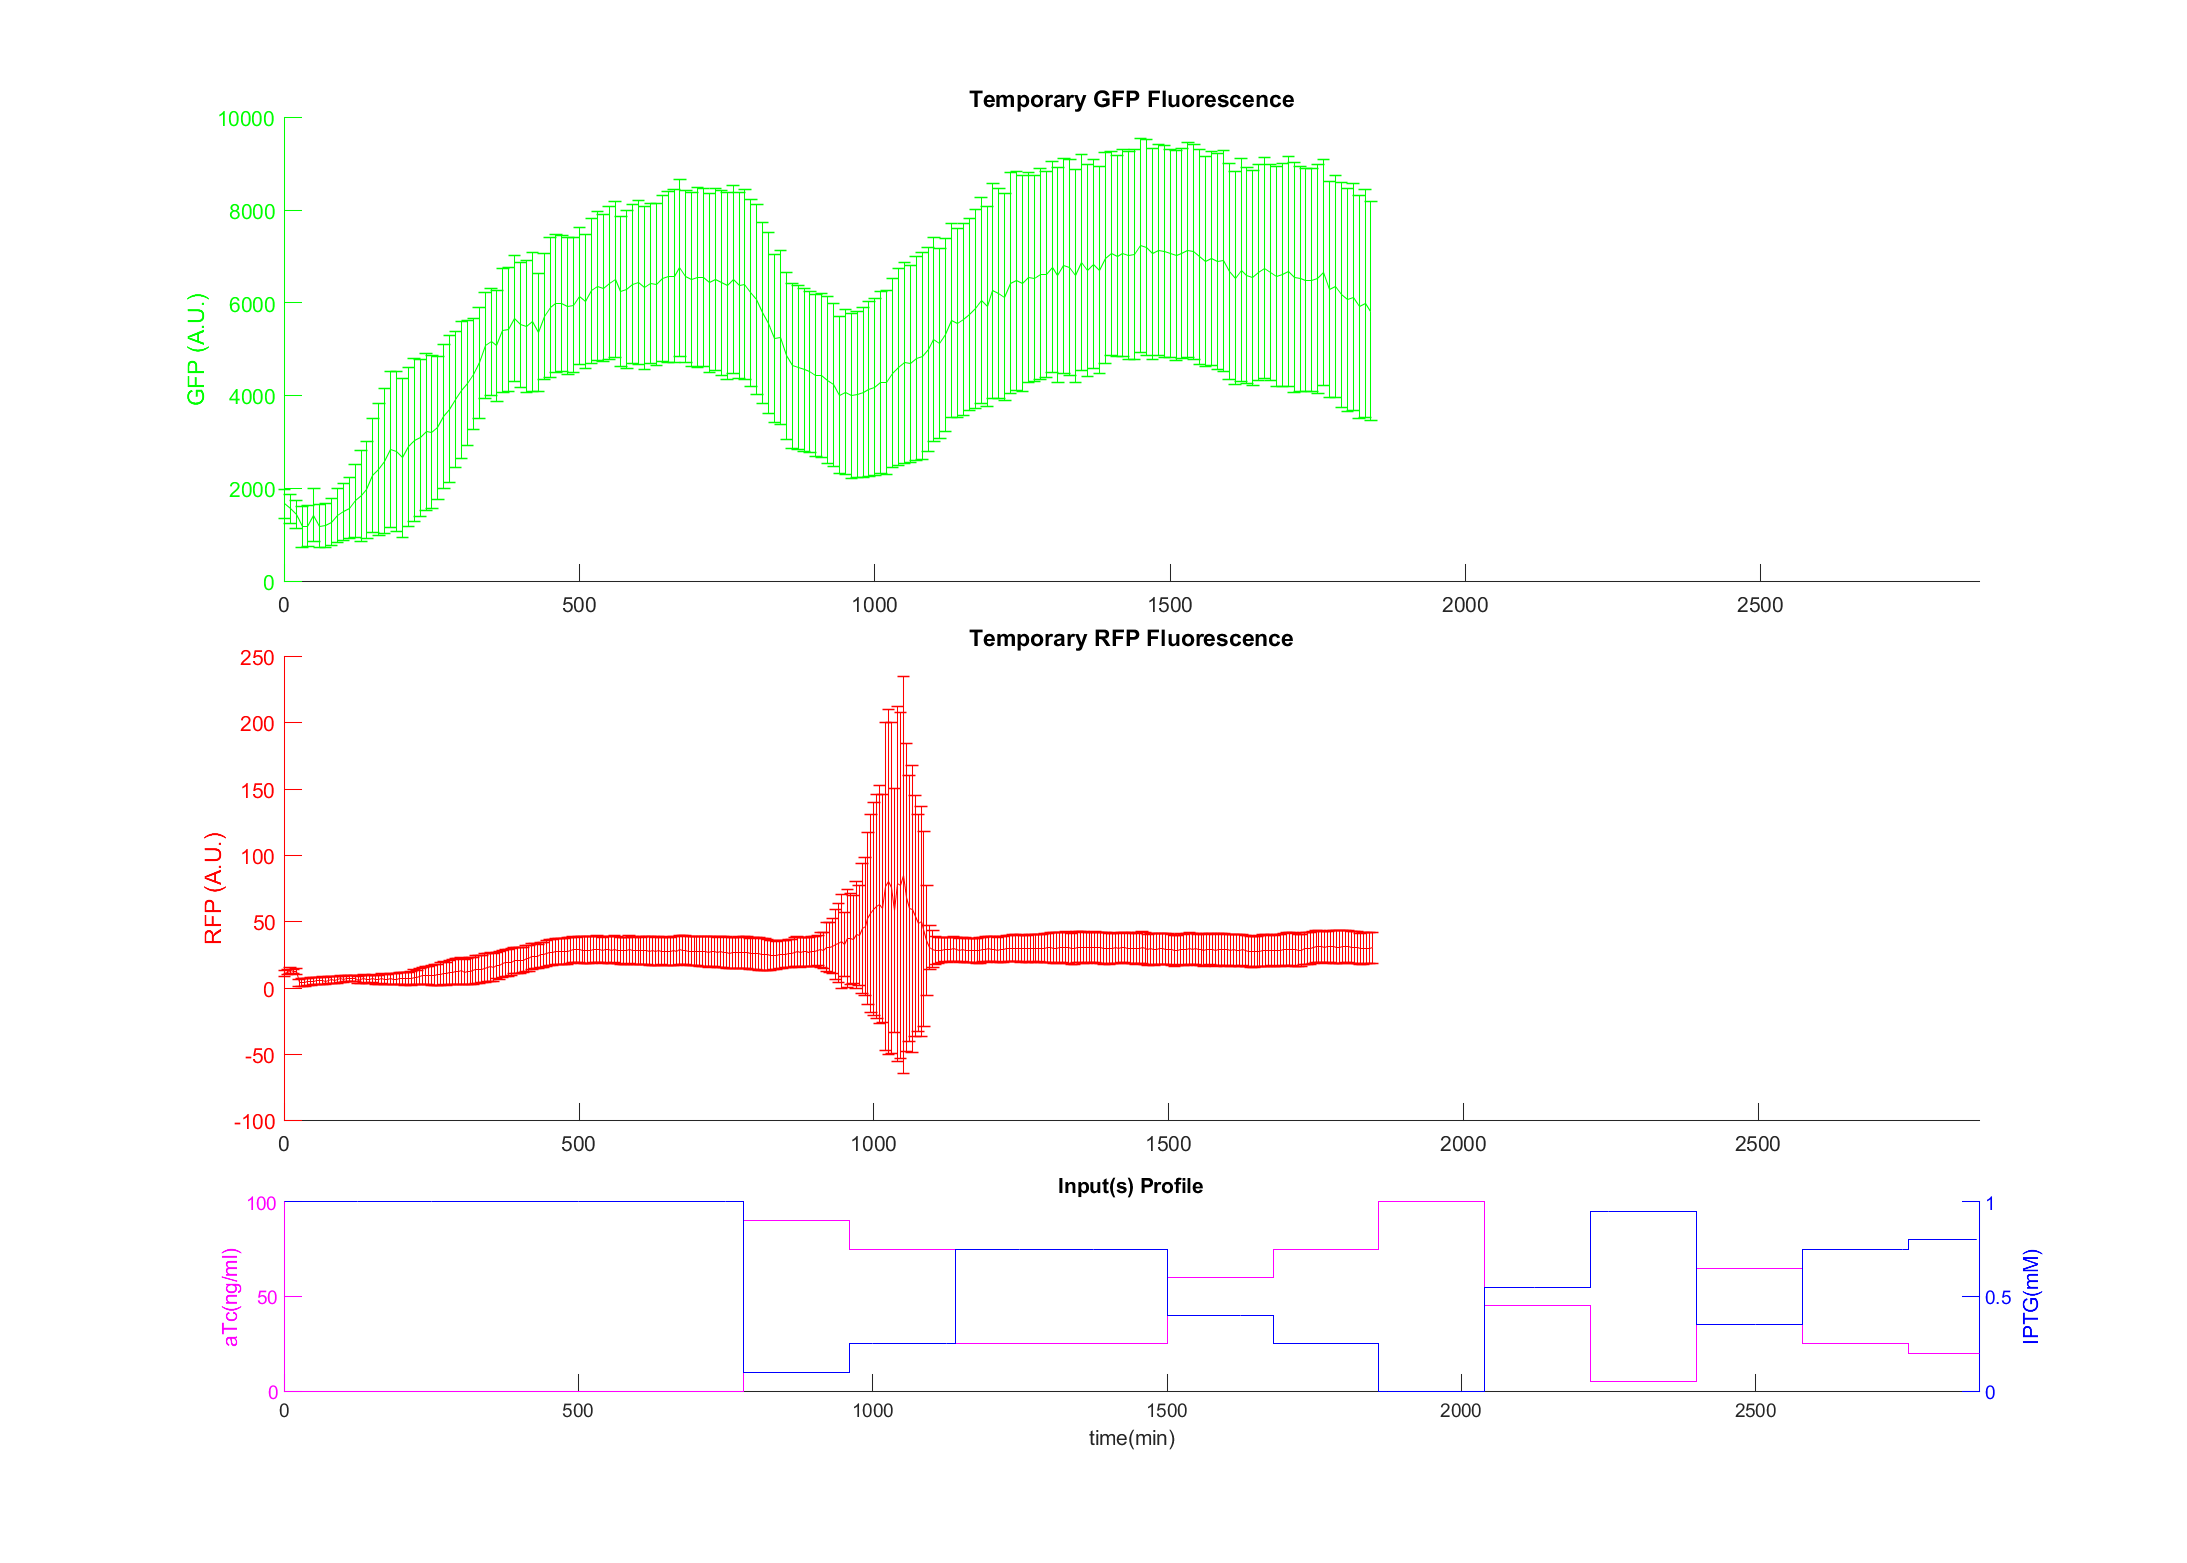 Temporary GFP Fluorescence
10000
8000
6000
4000
2000
0
GFP (A.U.)
0 500 1000 1500 2000 2500
Temporary RFP Fluorescence
250
200
150
100
50
0
-50
-100
RFP (A.U.)
0 500 1000 1500 2000 2500
Input(s) Profile
100
50
0
aTc(ng/ml)
1
0.5
0
IPTG(mM)
0 500 1000 1500 2000 2500
time(min)